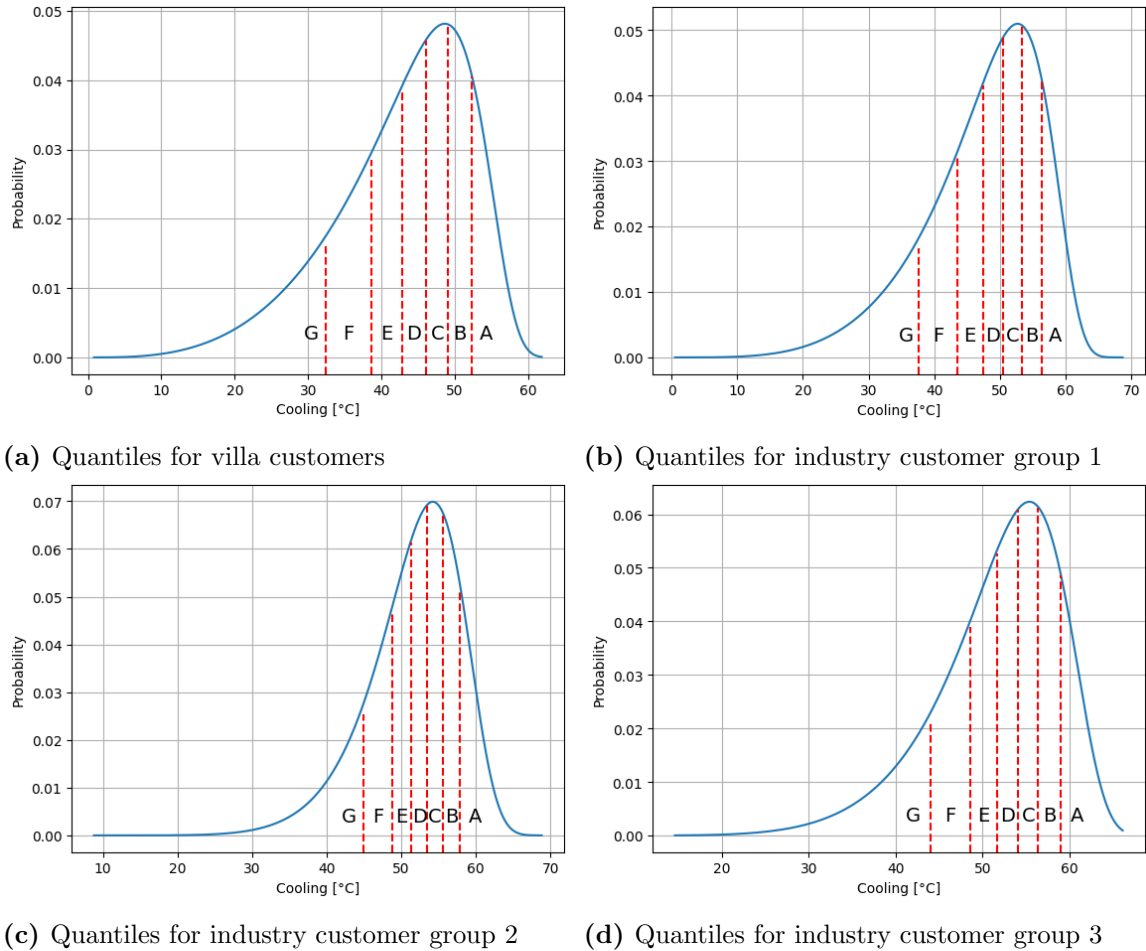 0.05
0.04
0.03
0.02
0.01
0.00
Probability
G F E D C B A
0 10 20 30 40 50 60
Cooling [°C]
(a) Quantiles for villa customers
0.05
0.04
0.03
0.02
0.01
0.00
Probability
G F E D C B A
0 10 20 30 40 50 60 70
Cooling [°C]
(b) Quantiles for industry customer group 1
0.07
0.06
0.05
0.04
0.03
0.02
0.01
0.00
Probability
G F E D C B A
10 20 30 40 50 60 70
Cooling [°C]
(c) Quantiles for industry customer group 2
0.06
0.05
0.04
0.03
0.02
0.01
0.00
Probability
G F E D C B A
20 30 40 50 60
Cooling [°C]
(d) Quantiles for industry customer group 3